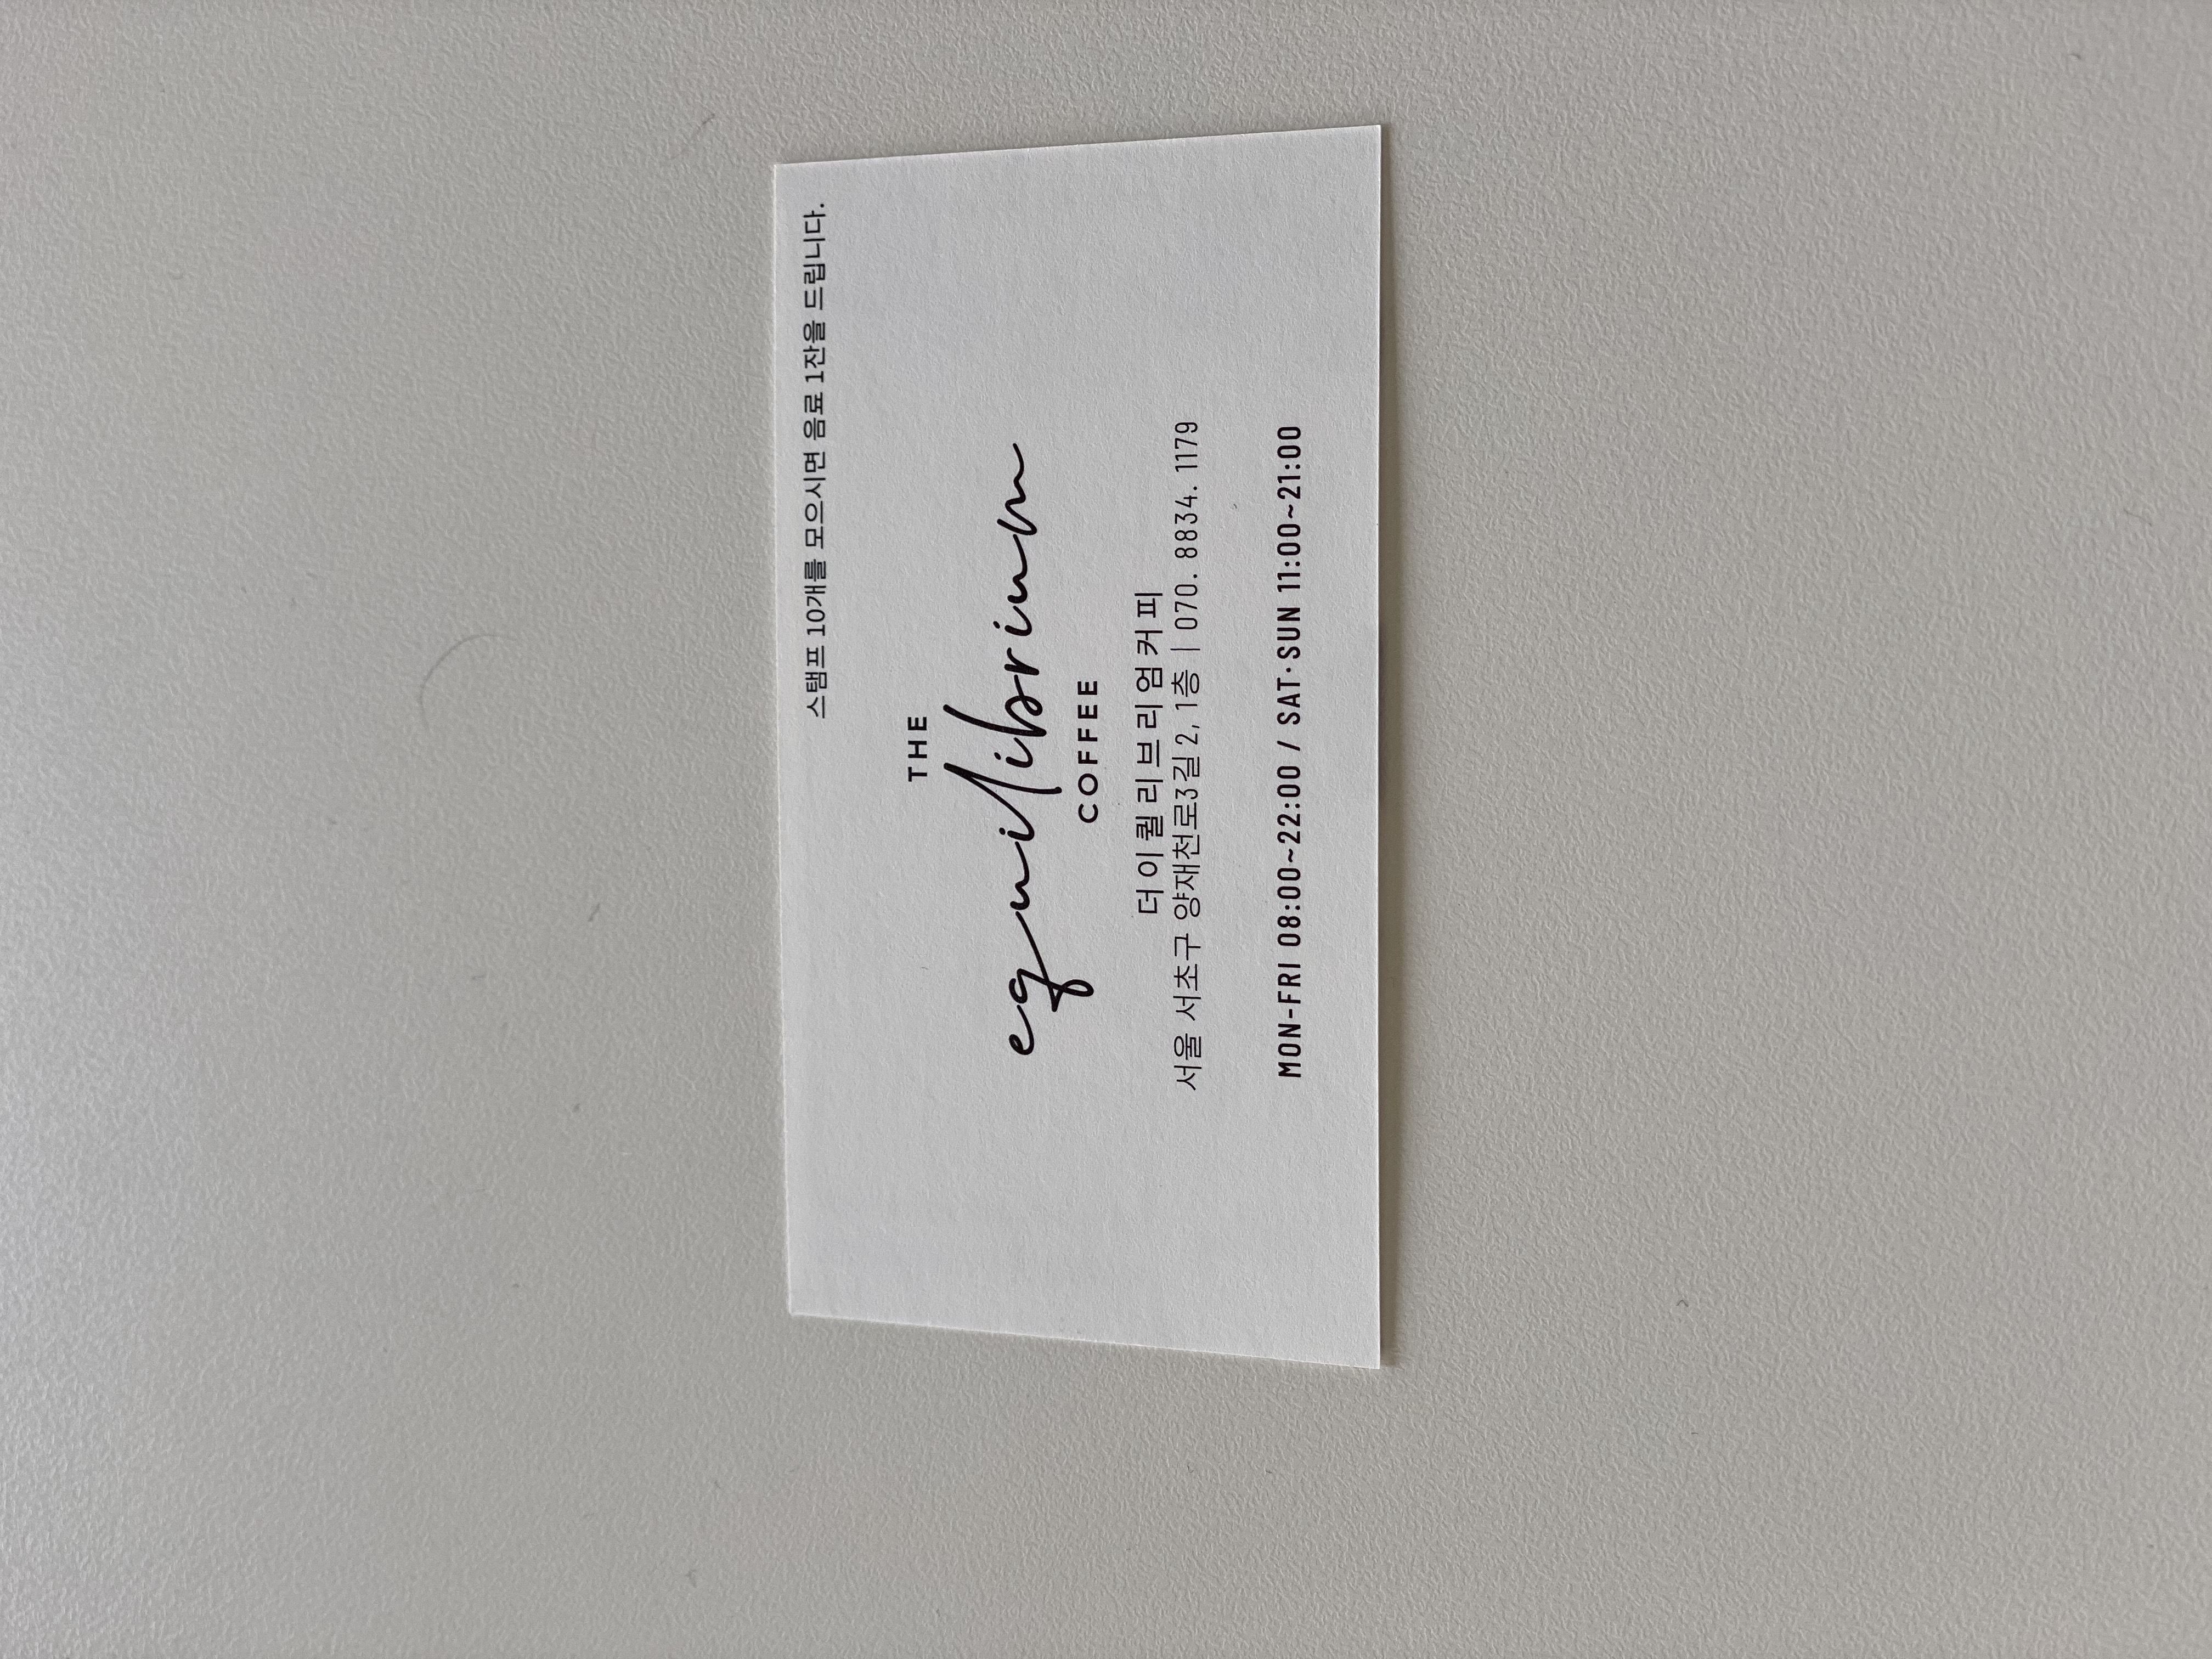 스탬프 10개를 모으시면 음료 1잔을 드립니다.
THE
equilibrium
COFFEE
더이퀼리브리엄커피
서울 서초구 양재천로3길 2, 1층 | 070. 8834. 1179
MON-FRI 08:00~22:00 / SAT·SUN 11:00~21:00